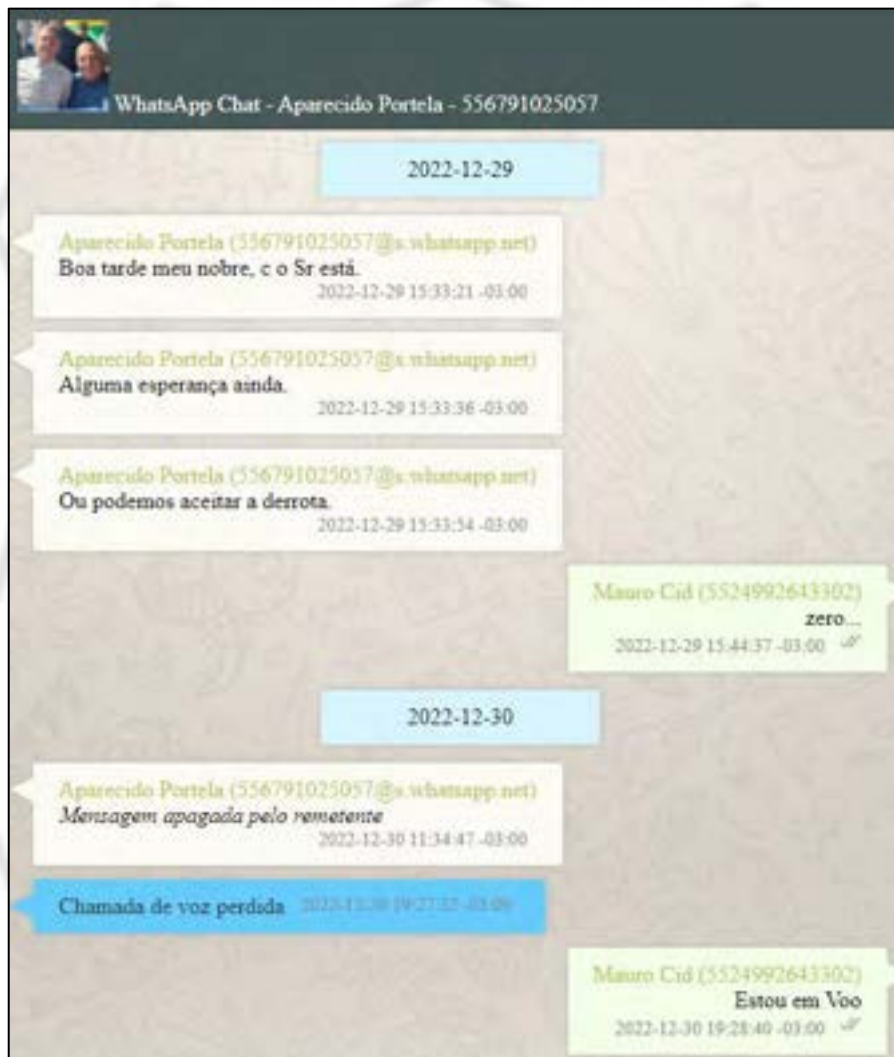 WhatsApp Chat - Aparecido Portela - 556791025057
2022-12-29
Aparecido Portela (556791025057@s.whatsapp.net)
Boa tarde meu nobre, c o Sr está.
2022-12-29 15:33:21 -03:00
Aparecido Portela (556791025057@s.whatsapp.net)
Alguma esperança ainda.
2022-12-29 15:33:36 -03:00
Aparecido Portela (556791025057@s.whatsapp.net)
Ou podemos aceitar a derrota.
2022-12-29 15:33:54 -03:00
Mauro Cid (5524992643302)
zero...
2022-12-29 15:44:37 -03:00
2022-12-30
Aparecido Portela (556791025057@s.whatsapp.net)
Mensagem apagada pelo remetente
2022-12-30 11:34:47 -03:00
Chamada de voz perdida
Mauro Cid (5524992643302)
Estou em Voo
2022-12-30 19:28:40 -03:00